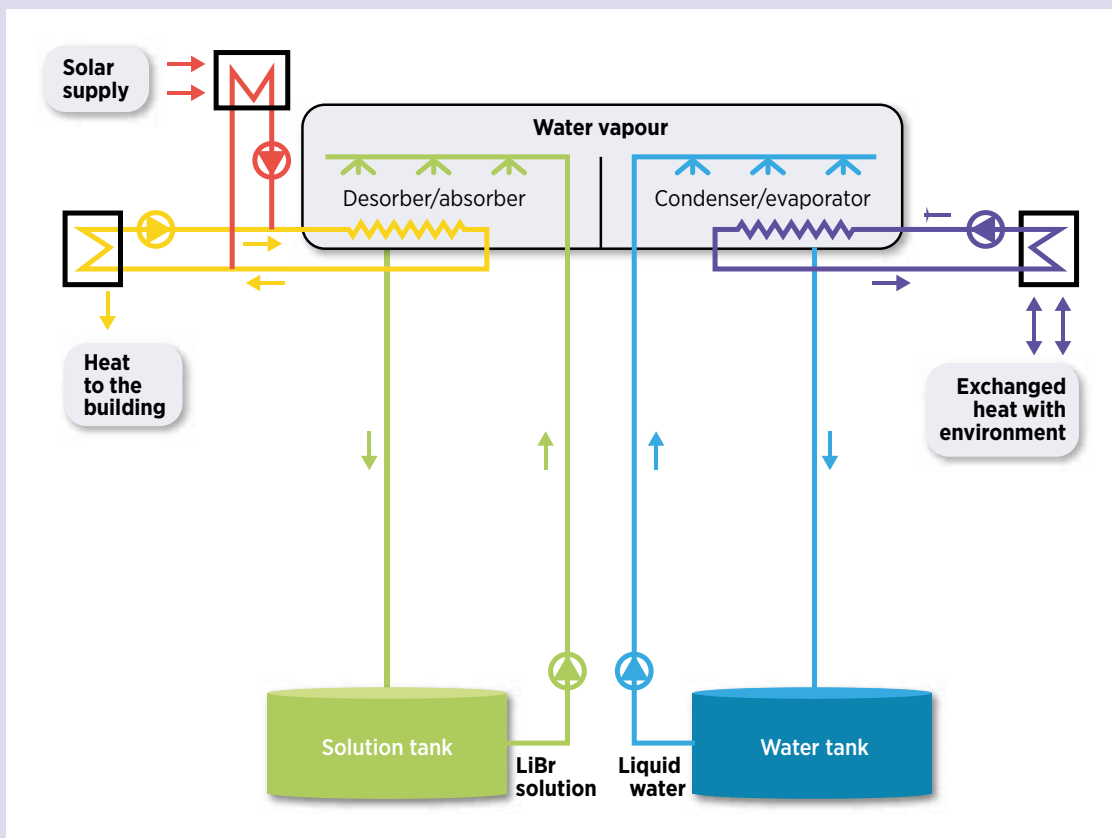 Solar
supply
Water vapour
Desorber/absorber
Condenser/evaporator
Heat
to the
building
Exchanged
heat with
environment
Solution tank
LiBr
solution
Liquid
water
Water tank